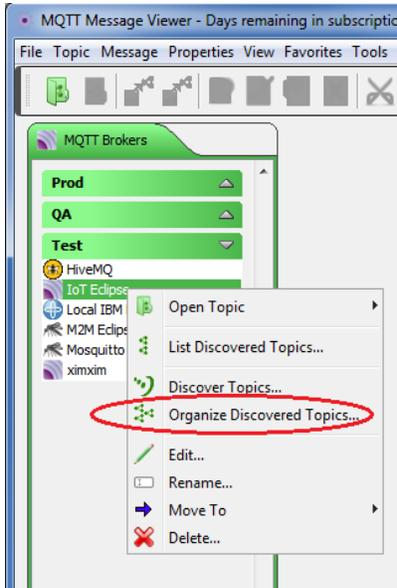 MQTT Message Viewer - Days remaining in subscriptio
File Topic Message Properties View Favorites Tools
MQTT Brokers
Prod
QA
Test
HiveMQ
IoT Eclipse
Local IBM
M2M Eclips
Mosquitto
ximxim
Open Topic
List Discovered Topics...
Discover Topics...
Organize Discovered Topics...
Edit...
Rename...
Move To
Delete...